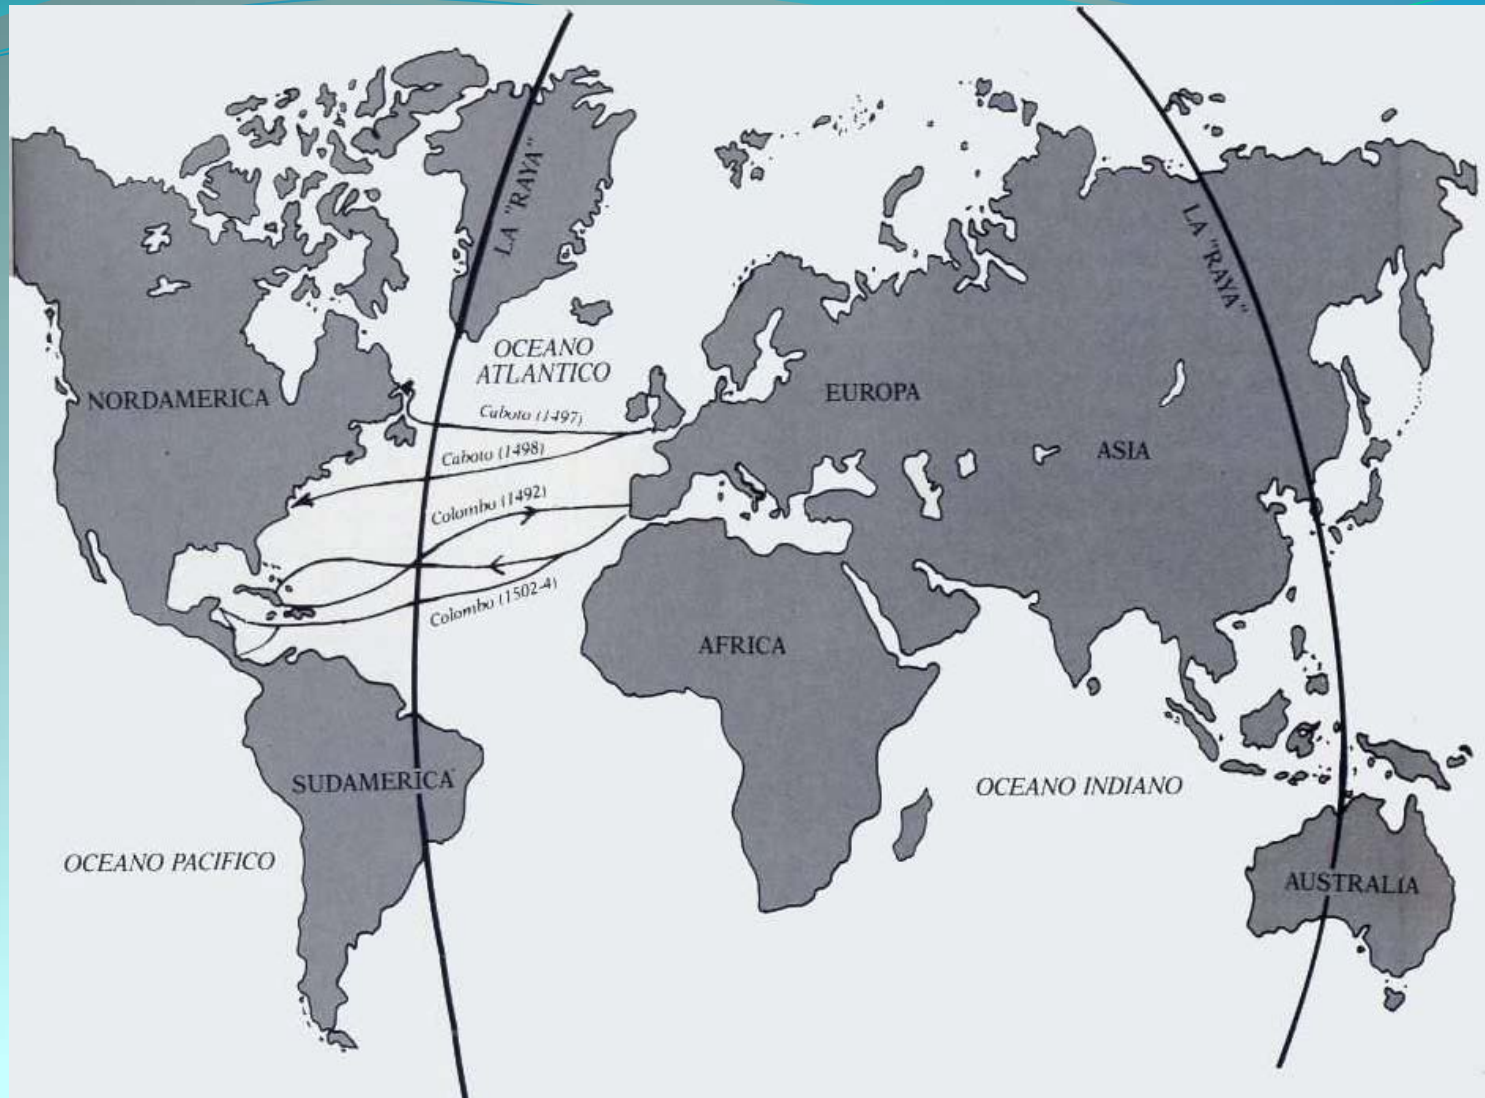 LA "RAYA"
LA "RAYA"
OCEANO
ATLANTICO
NORDAMERICA
EUROPA
Caboto (1497)
Caboto (1498)
ASIA
Colombo (1492)
Colombo (1502-4)
AFRICA
SUDAMERICA
OCEANO INDIANO
OCEANO PACIFICO
AUSTRALIA